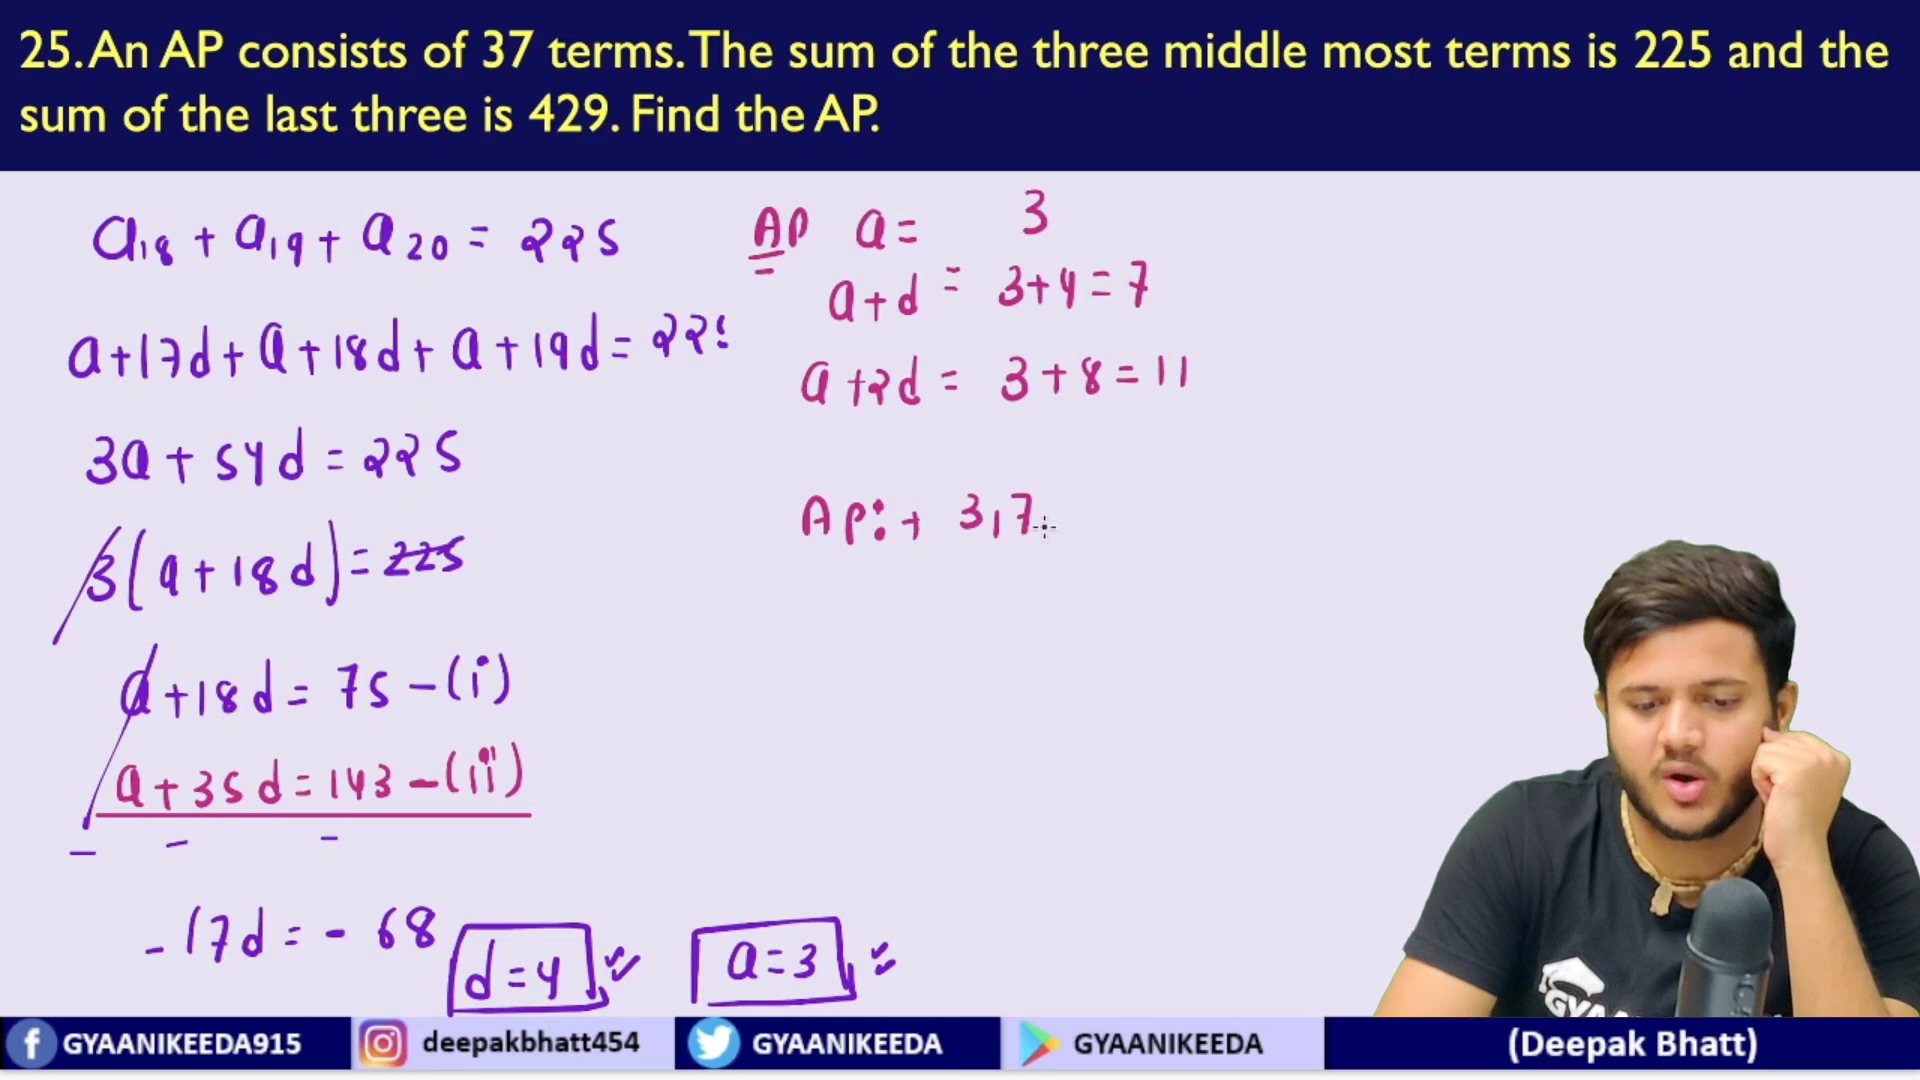 25. An AP consists of 37 terms. The sum of the three middle most terms is 225 and the
sum of the last three is 429. Find the AP.
a18 + a19 + a20 = 225
a+17d + a+18d + a+19d = 22
3a + 54d = 225
3(a+18d) = 225
a+18d = 75 -(i)
a+35d = 143 -(ii)
- - -
-17d = -68
d=4
a=3
AP a = 3
a+d = 3+4 = 7
a+2d = 3+8 = 11
AP:+ 3,7
GYAANIKEEDA915
deepakbhatt454
GYAANIKEEDA
GYAANIKEEDA
(Deepak Bhatt)